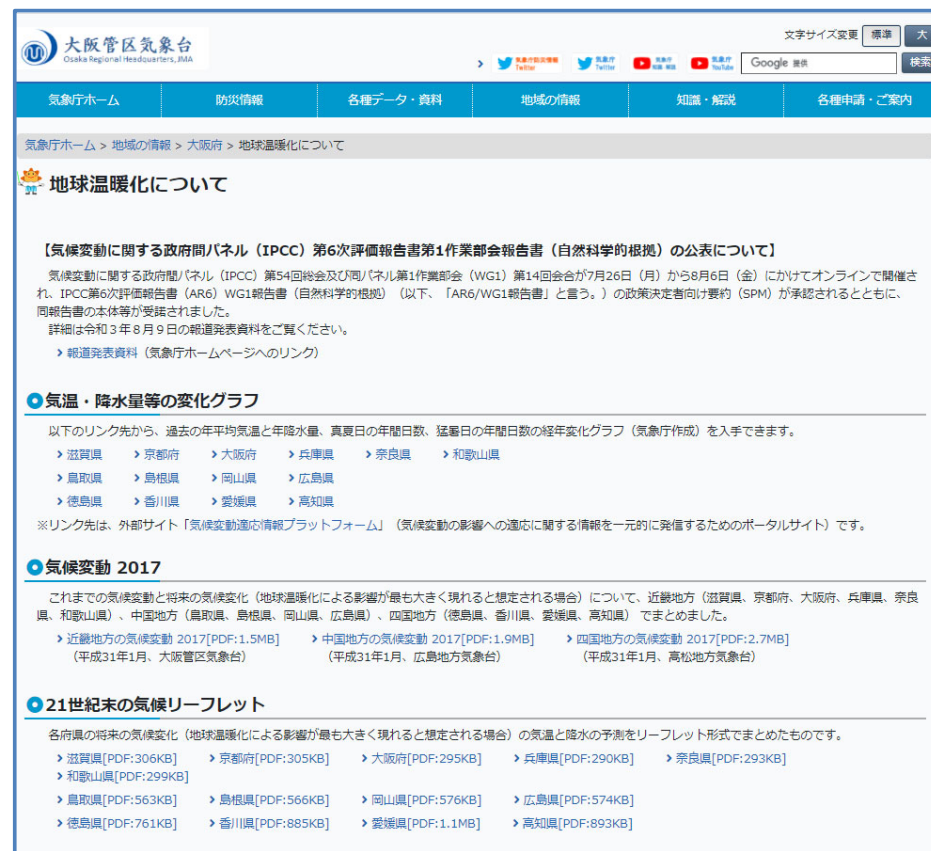 大阪管区気象台
Osaka Regional Headquarters, JMA
文字サイズ変更 標準 大
気象庁防災情報 Twitter 気象庁 Twitter 気象庁 気象庁 YouTube Google 提供 検索
気象庁ホーム 防災情報 各種データ・資料 地域の情報 知識・解説 各種申請・ご案内
気象庁ホーム > 地域の情報 > 大阪府 > 地球温暖化について
地球温暖化について
【気候変動に関する政府間パネル（IPCC）第6次評価報告書第1作業部会報告書（自然科学的根拠）の公表について】
気候変動に関する政府間パネル（IPCC）第54回総会及び同パネル第1作業部会（WG1）第14回会合が7月26日（月）から8月6日（金）にかけてオンラインで開催さ
れ、IPCC第6次評価報告書（AR6）WG1報告書（自然科学的根拠）（以下、「AR6/WG1報告書」と言う。）の政策決定者向け要約（SPM）が承認されるとともに、
同報告書の本体等が受諾されました。
詳細は令和３年８月９日の報道発表資料をご覧ください。
報道発表資料（気象庁ホームページへのリンク）
気温・降水量等の変化グラフ
以下のリンク先から、過去の年平均気温と年降水量、真夏日の年間日数、猛暑日の年間日数の経年変化グラフ（気象庁作成）を入手できます。
滋賀県 京都府 大阪府 兵庫県 奈良県 和歌山県
鳥取県 島根県 岡山県 広島県
徳島県 香川県 愛媛県 高知県
※リンク先は、外部サイト「気候変動適応情報プラットフォーム」（気候変動の影響への適応に関する情報を一元的に発信するためのポータルサイト）です。
気候変動 2017
これまでの気候変動と将来の気候変化（地球温暖化による影響が最も大きく現れると想定される場合）について、近畿地方（滋賀県、京都府、大阪府、兵庫県、奈良
県、和歌山県）、中国地方（鳥取県、島根県、岡山県、広島県）、四国地方（徳島県、香川県、愛媛県、高知県）でまとめました。
近畿地方の気候変動 2017[PDF:1.5MB] 中国地方の気候変動 2017[PDF:1.9MB] 四国地方の気候変動 2017[PDF:2.7MB]
（平成31年1月、大阪管区気象台） （平成31年1月、広島地方気象台） （平成31年1月、高松地方気象台）
21世紀末の気候リーフレット
各府県の将来の気候変化（地球温暖化による影響が最も大きく現れると想定される場合）の気温と降水の予測をリーフレット形式でまとめたものです。
滋賀県[PDF:306KB] 京都府[PDF:305KB] 大阪府[PDF:295KB] 兵庫県[PDF:290KB] 奈良県[PDF:293KB]
和歌山県[PDF:299KB]
鳥取県[PDF:563KB] 島根県[PDF:566KB] 岡山県[PDF:576KB] 広島県[PDF:574KB]
徳島県[PDF:761KB] 香川県[PDF:885KB] 愛媛県[PDF:1.1MB] 高知県[PDF:893KB]